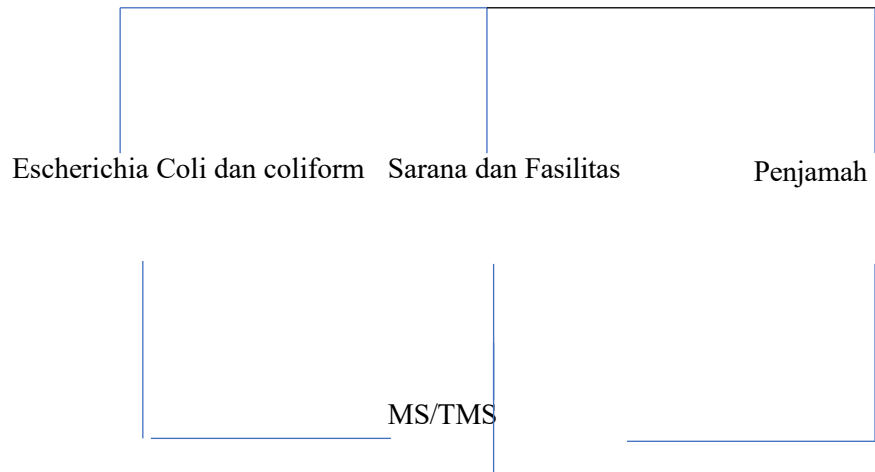 Escherichia Coli dan coliform
Sarana dan Fasilitas
Penjamah
MS/TMS